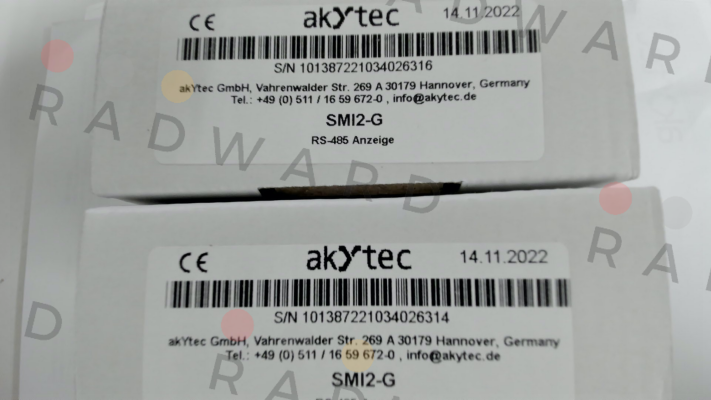 CE akYtec 14.11.2022
S/N 101387221034026316
akYtec GmbH, Vahrenwalder Str. 269 A 30179 Hannover, Germany
Tel.: +49 (0) 511 / 16 59 672-0 , info@akytec.de
SMI2-G
RS-485 Anzeige
RADWARD
CE akYtec 14.11.2022
S/N 101387221034026314
akYtec GmbH, Vahrenwalder Str. 269 A 30179 Hannover, Germany
Tel.: +49 (0) 511 / 16 59 672-0 , info@akytec.de
SMI2-G